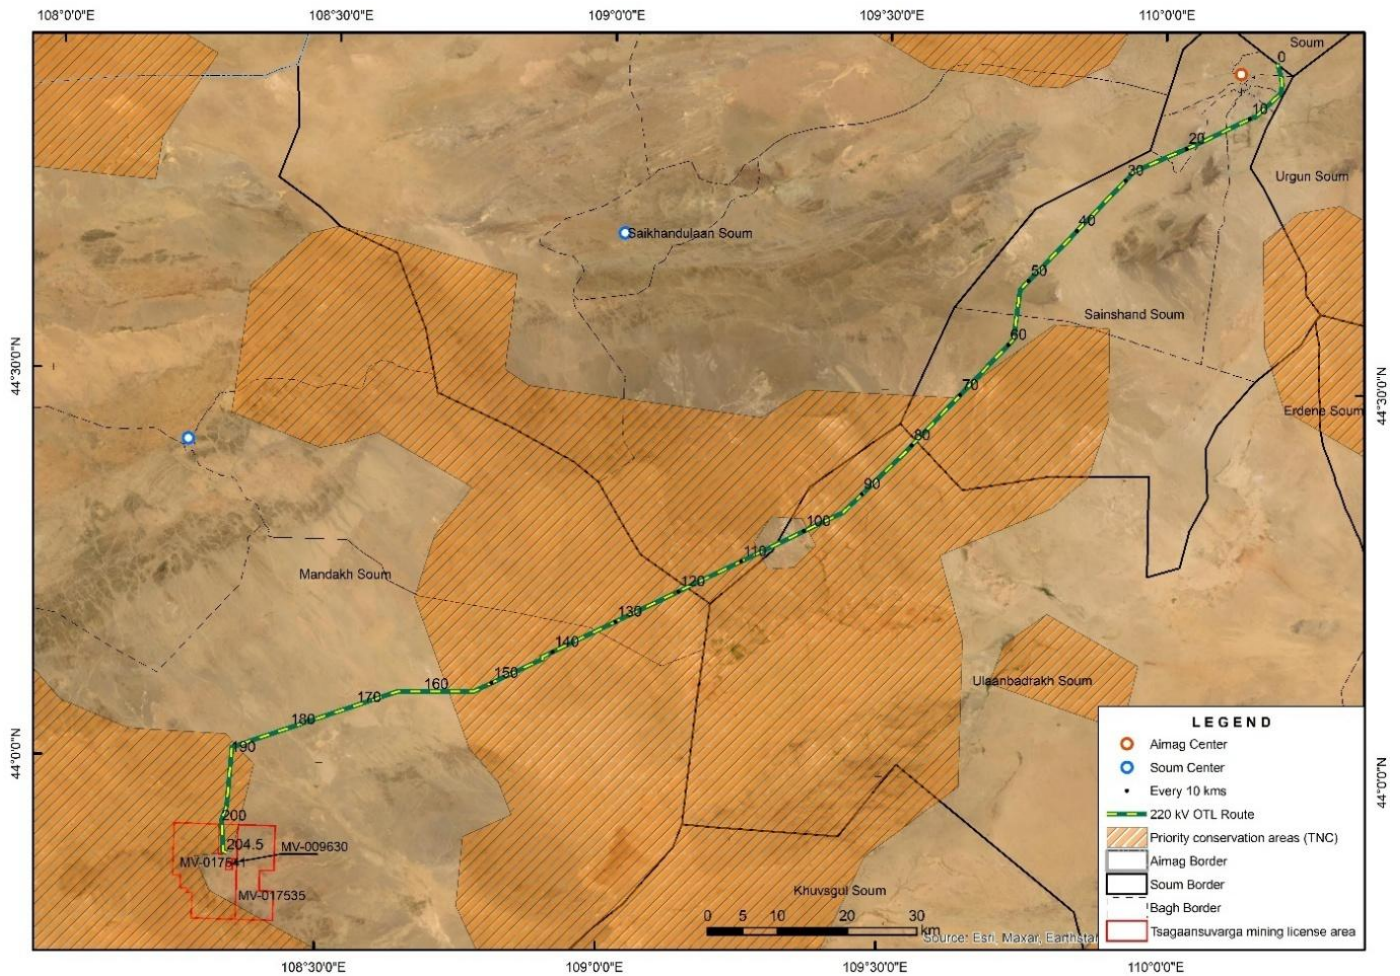 108°0'0"E
108°30'0"E
109°0'0"E
109°30'0"E
110°0'0"E
Soum
0
10
20
30
Urgun Soum
40
Saikhandulaan Soum
50
Sainshand Soum
60
44°30'0"N
44°30'0"N
70
Erdene Soum
80
90
100
110
Mandakh Soum
120
130
140
150
160
170
Ulaanbadrakh Soum
180
190
44°0'0"N
44°0'0"N
200
204.5
MV-009630
MV-017535
Khuvsgul Soum
LEGEND
Aimag Center
Soum Center
Every 10 kms
220 kV OTL Route
Priority conservation areas (TNC)
Aimag Border
Soum Border
Bagh Border
Tsagaansuvarga mining license area
0 5 10 20 30
km
Source: Esri, Maxar,
108°30'0"E
109°0'0"E
109°30'0"E
110°0'0"E